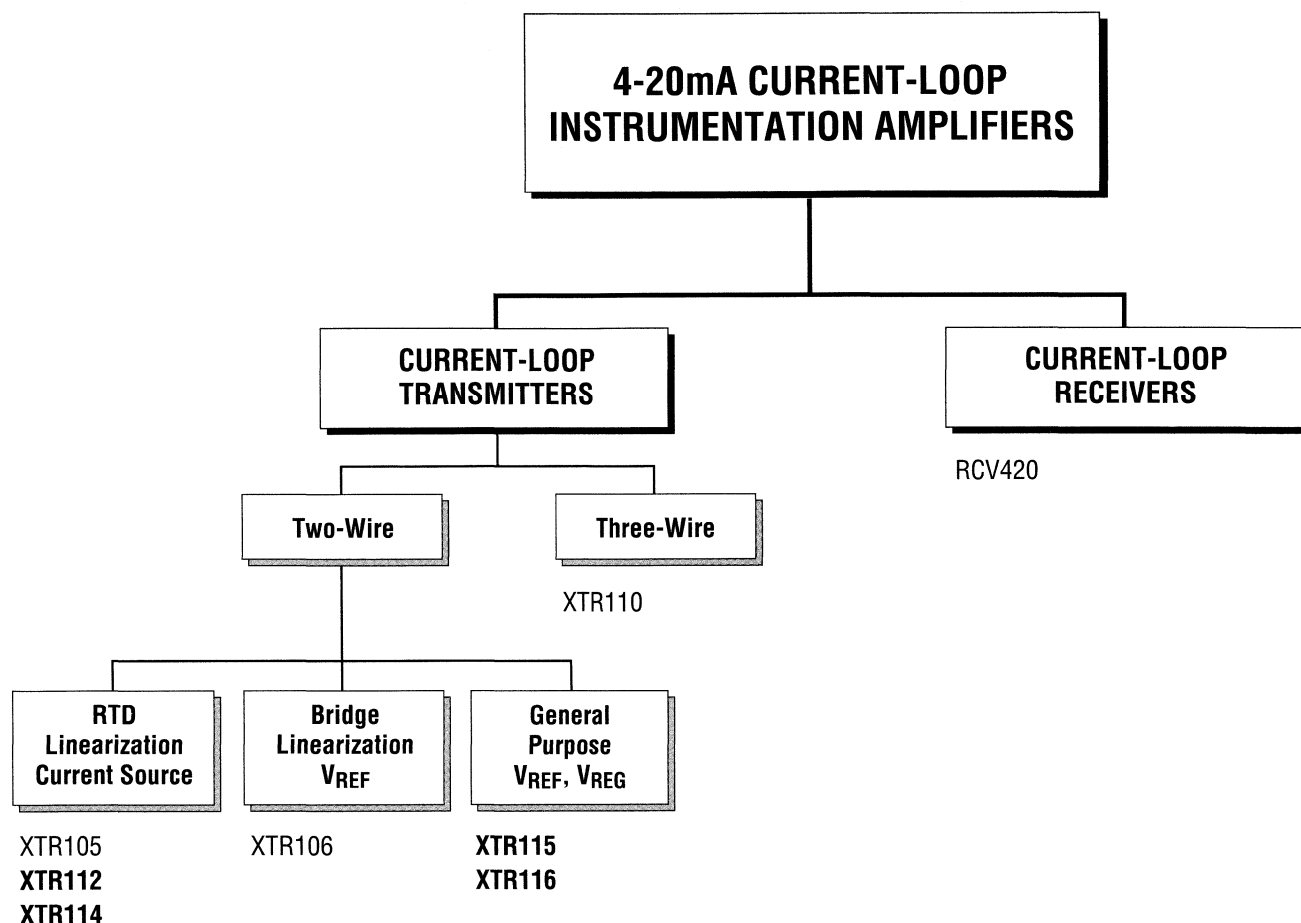 4-20mA CURRENT-LOOP
INSTRUMENTATION AMPLIFIERS
CURRENT-LOOP
TRANSMITTERS
CURRENT-LOOP
RECEIVERS
RCV420
Two-Wire
Three-Wire
XTR110
RTD
Linearization
Current Source
Bridge
Linearization
VREF
General
Purpose
VREF, VREG
XTR105
XTR112
XTR114
XTR106
XTR115
XTR116